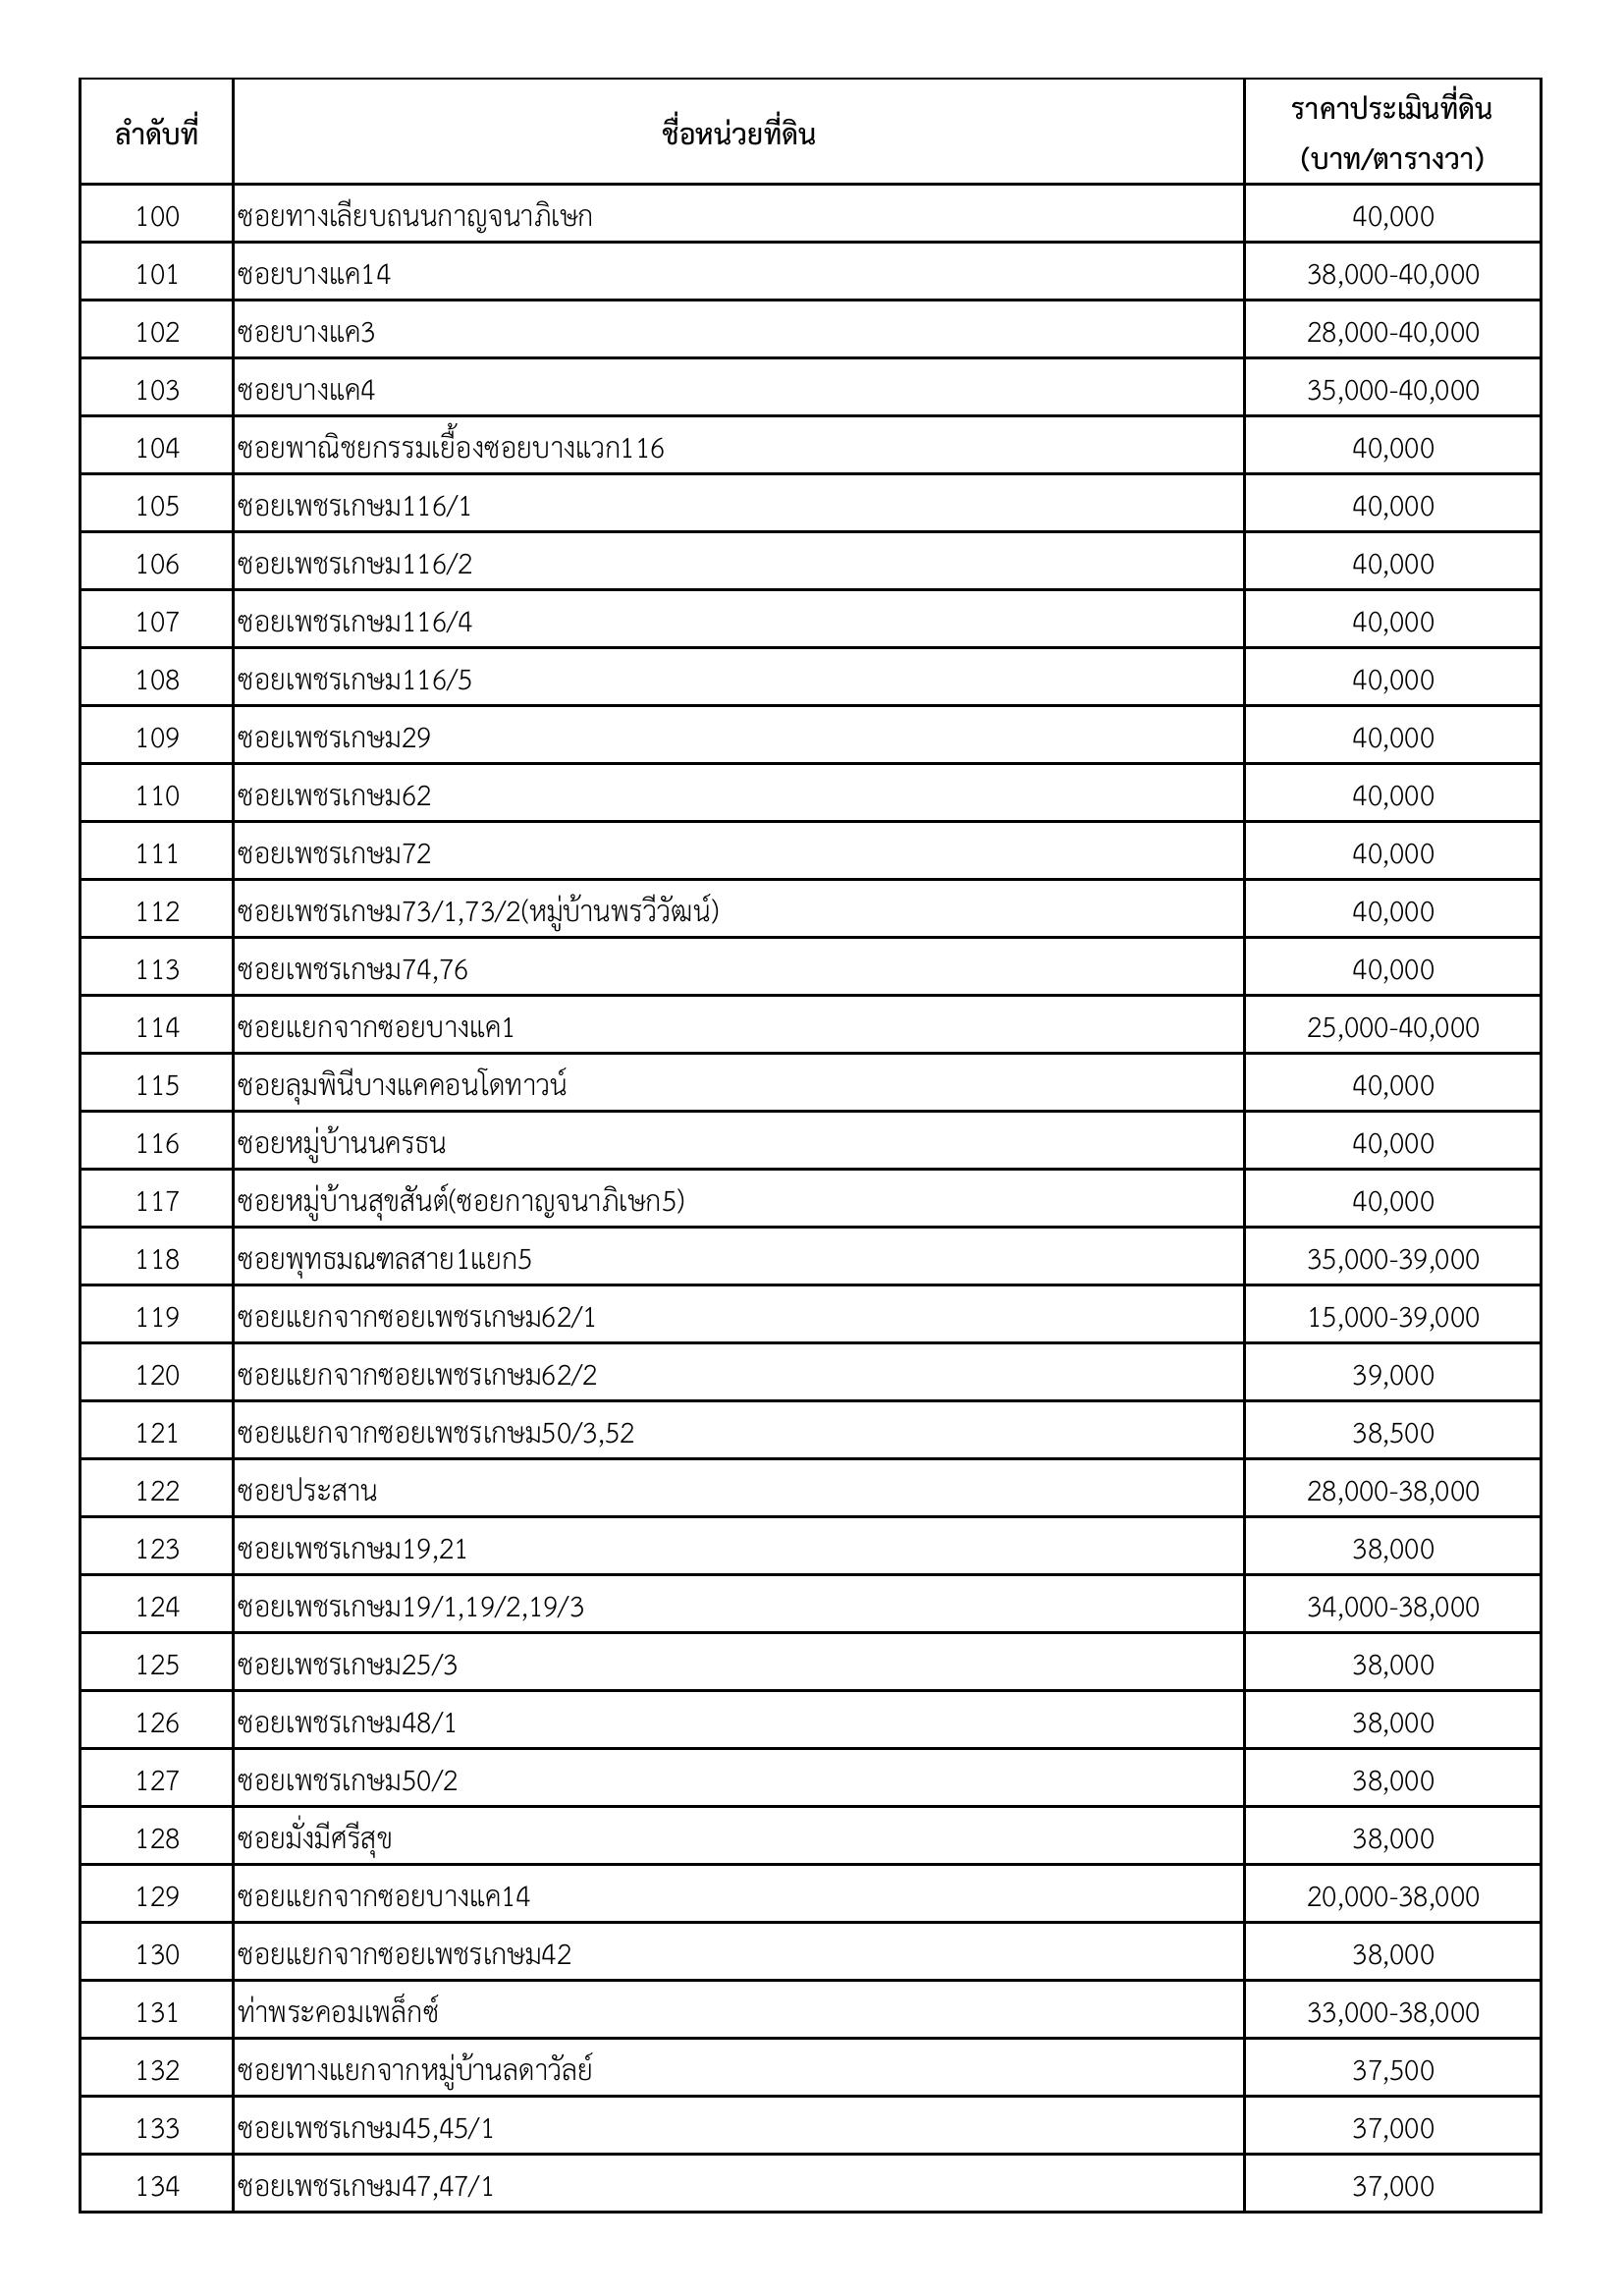 ลำดับที่ ชื่อหน่วยที่ดิน ราคาประเมินที่ดิน
(บาท/ตารางวา)
100 ซอยทางเลียบถนนกาญจนาภิเษก 40,000
101 ซอยบางแค14 38,000-40,000
102 ซอยบางแค3 28,000-40,000
103 ซอยบางแค4 35,000-40,000
104 ซอยพาณิชยกรรมเยื้องซอยบางแวก116 40,000
105 ซอยเพชรเกษม116/1 40,000
106 ซอยเพชรเกษม116/2 40,000
107 ซอยเพชรเกษม116/4 40,000
108 ซอยเพชรเกษม116/5 40,000
109 ซอยเพชรเกษม29 40,000
110 ซอยเพชรเกษม62 40,000
111 ซอยเพชรเกษม72 40,000
112 ซอยเพชรเกษม73/1,73/2(หมู่บ้านพรวีวัฒน์) 40,000
113 ซอยเพชรเกษม74,76 40,000
114 ซอยแยกจากซอยบางแค1 25,000-40,000
115 ซอยลุมพินีบางแคคอนโดทาวน์ 40,000
116 ซอยหมู่บ้านนครธน 40,000
117 ซอยหมู่บ้านสุขสันต์(ซอยกาญจนาภิเษก5) 40,000
118 ซอยพุทธมณฑลสาย1แยก5 35,000-39,000
119 ซอยแยกจากซอยเพชรเกษม62/1 15,000-39,000
120 ซอยแยกจากซอยเพชรเกษม62/2 39,000
121 ซอยแยกจากซอยเพชรเกษม50/3,52 38,500
122 ซอยประสาน 28,000-38,000
123 ซอยเพชรเกษม19,21 38,000
124 ซอยเพชรเกษม19/1,19/2,19/3 34,000-38,000
125 ซอยเพชรเกษม25/3 38,000
126 ซอยเพชรเกษม48/1 38,000
127 ซอยเพชรเกษม50/2 38,000
128 ซอยมั่งมีศรีสุข 38,000
129 ซอยแยกจากซอยบางแค14 20,000-38,000
130 ซอยแยกจากซอยเพชรเกษม42 38,000
131 ท่าพระคอมเพล็กซ์ 33,000-38,000
132 ซอยทางแยกจากหมู่บ้านลดาวัลย์ 37,500
133 ซอยเพชรเกษม45,45/1 37,000
134 ซอยเพชรเกษม47,47/1 37,000